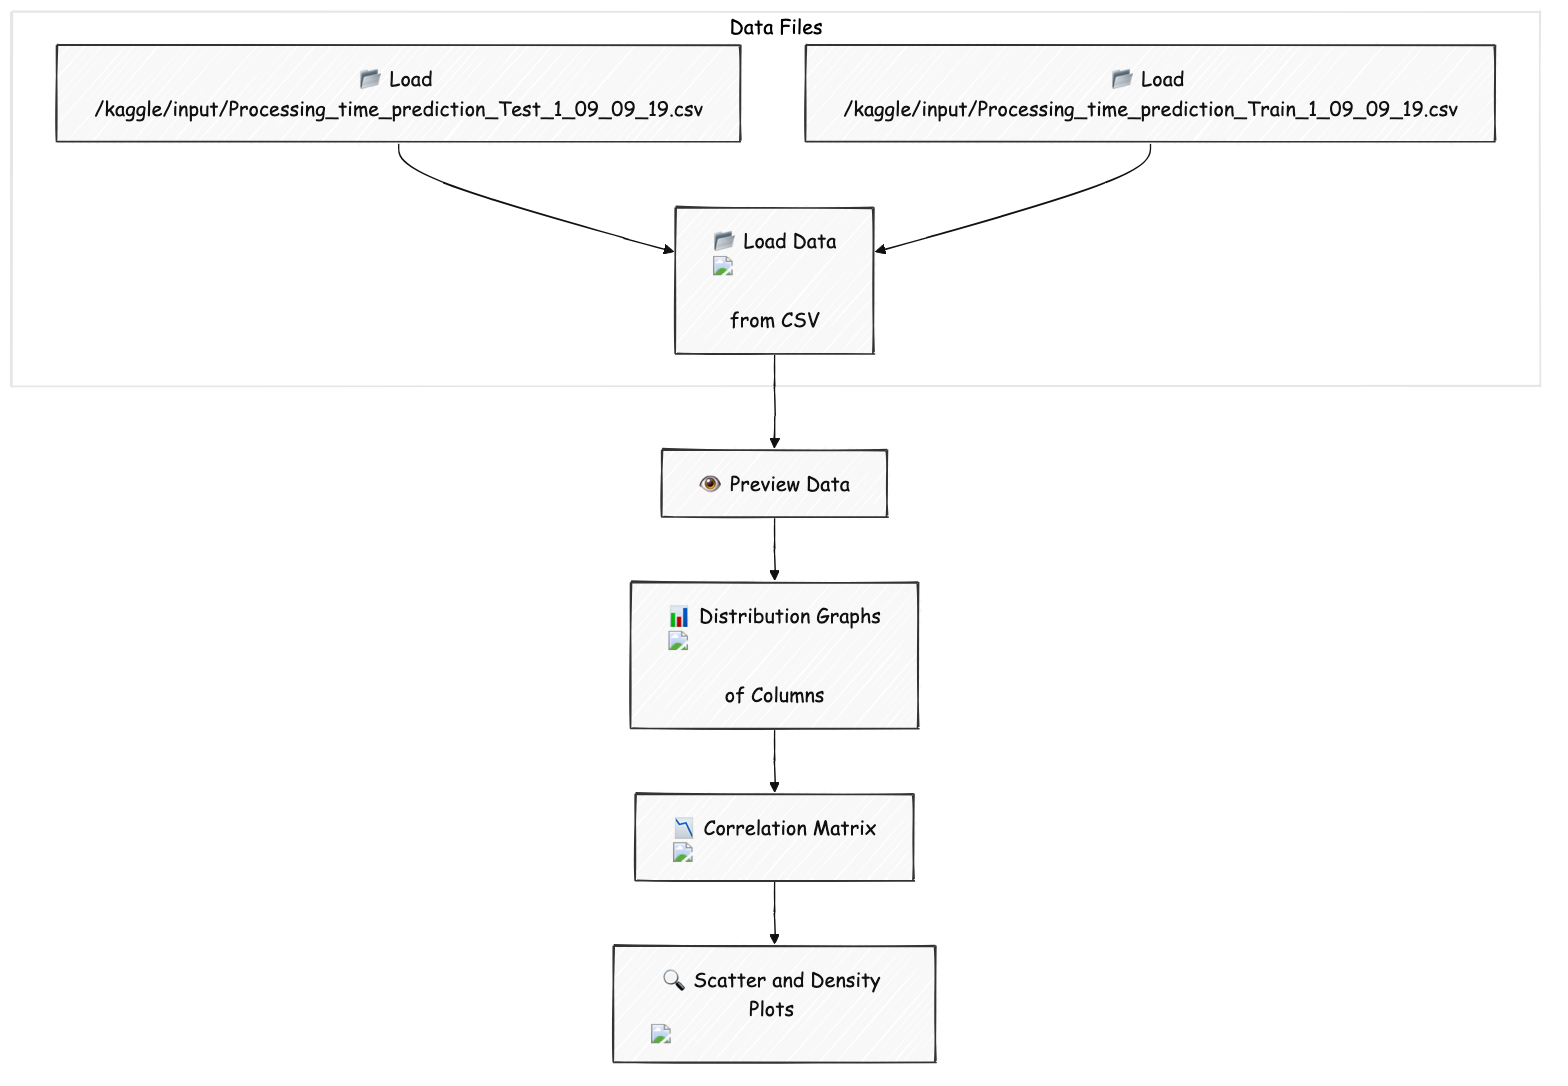 Data Files
Load
/kaggle/input/Processing_time_prediction_Test_1_09_09_19.csv
Load
/kaggle/input/Processing_time_prediction_Train_1_09_09_19.csv
Load Data
from CSV
Preview Data
Distribution Graphs
of Columns
Correlation Matrix
Scatter and Density
Plots